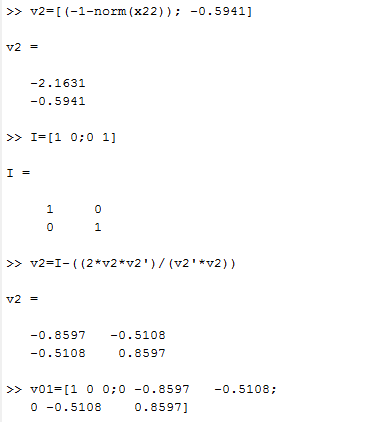 >> v2=[(-1-norm(x22)); -0.5941]
v2 =
-2.1631
-0.5941
>> I=[1 0;0 1]
I =
1 0
0 1
>> v2=I-((2*v2*v2')/(v2'*v2))
v2 =
-0.8597 -0.5108
-0.5108 0.8597
>> v01=[1 0 0;0 -0.8597 -0.5108;
0 -0.5108 0.8597]